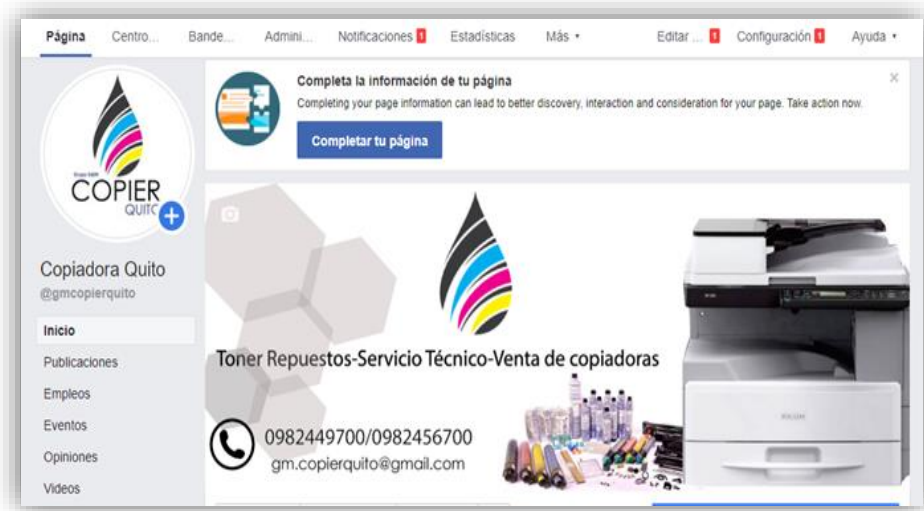 Página Centro... Bande... Admini... Notificaciones 1 Estadísticas Más Editar ... 1 Configuración 1 Ayuda
Completa la información de tu página
Completing your page information can lead to better discovery, interaction and consideration for your page. Take action now.
Completar tu página
COPIER
QUITO
Copiadora Quito
@gmcopierquito
Inicio
Publicaciones
Empleos
Eventos
Opiniones
Videos
Toner Repuestos-Servicio Técnico-Venta de copiadoras
0982449700/0982456700
gm.copierquito@gmail.com
RICOH